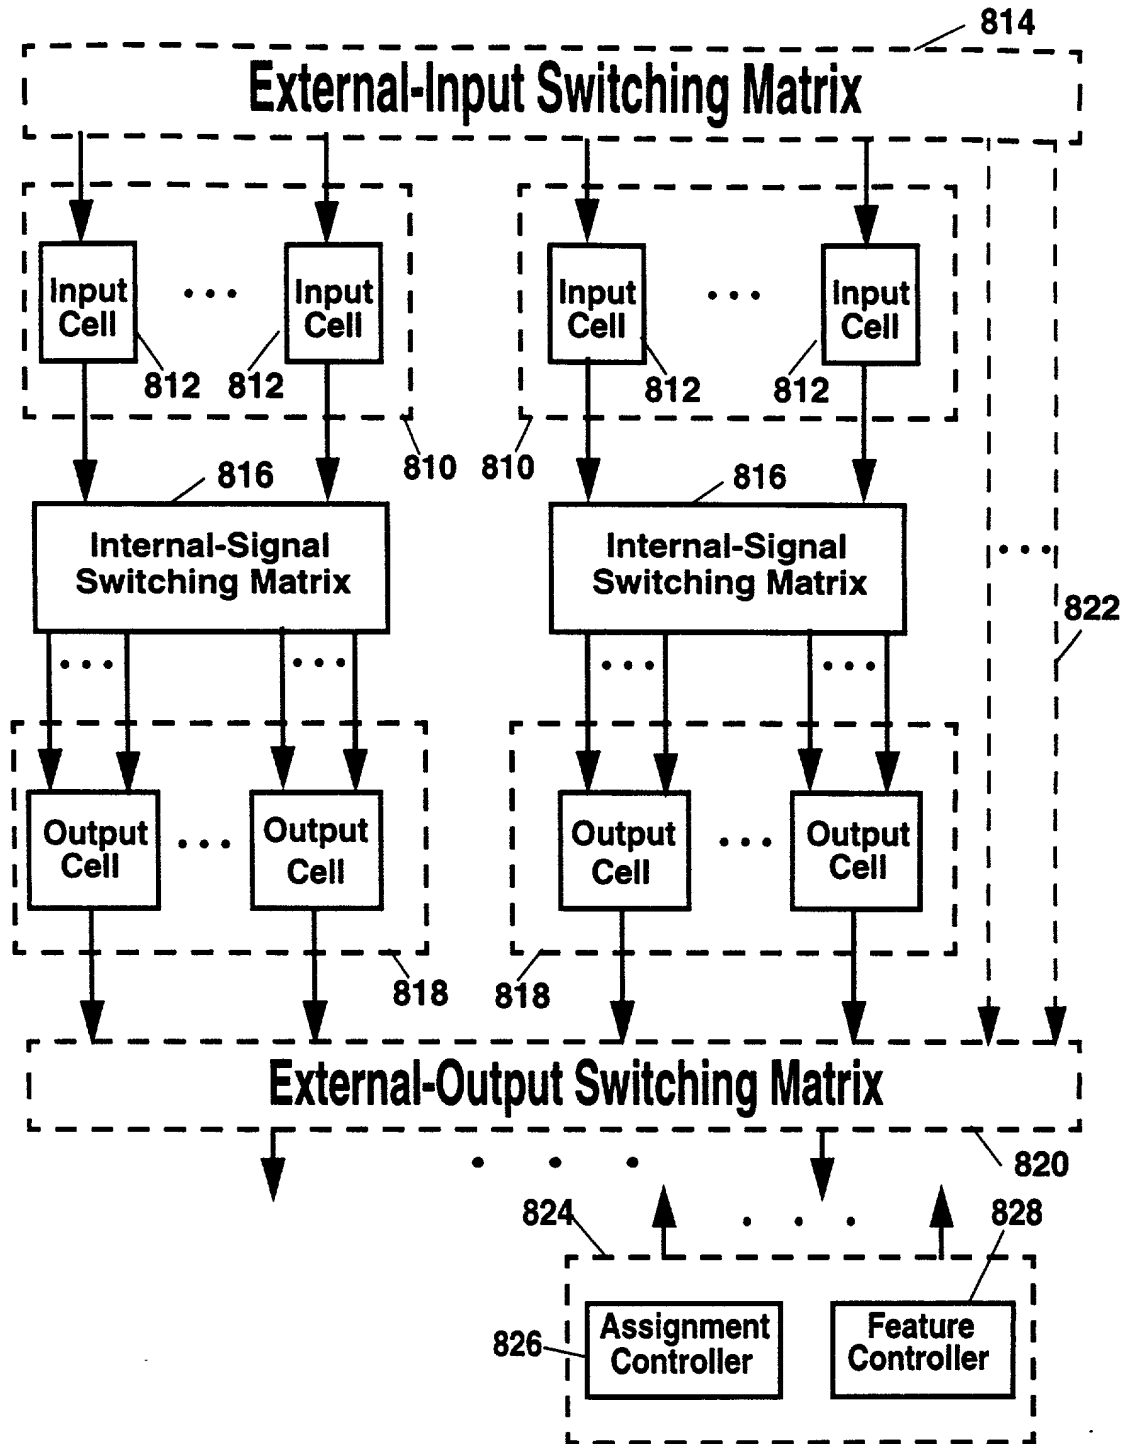 814
External-Input Switching Matrix
Input Cell
...
Input Cell
Input Cell
...
Input Cell
812
812
812
812
810
810
816
816
Internal-Signal
Switching Matrix
Internal-Signal
Switching Matrix
...
822
...
...
...
...
Output Cell
...
Output Cell
Output Cell
...
Output Cell
818
818
External-Output Switching Matrix
. . .
820
824
. . .
828
826
Assignment
Controller
Feature
Controller